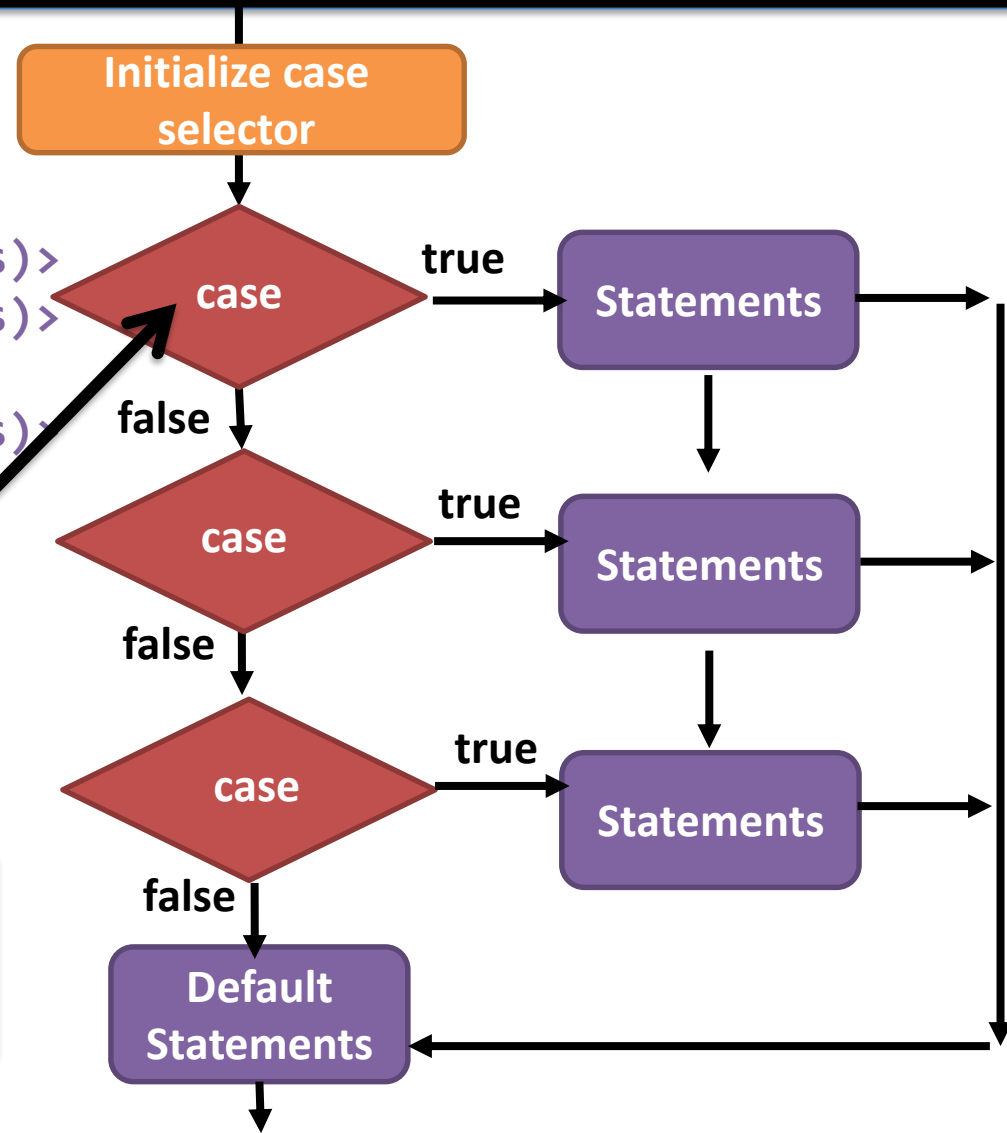 Initialize case
selector
s)>
case
true
Statements
s)>
false
s)>
case
true
Statements
false
case
true
Statements
false
Default
Statements